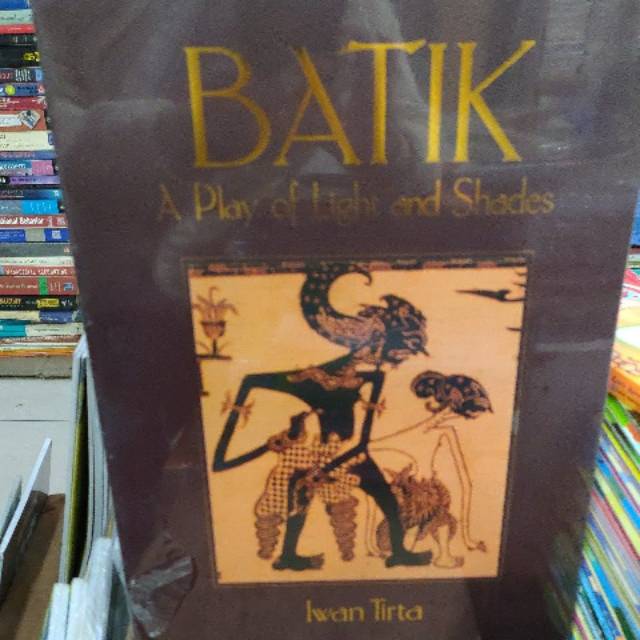 BATIK
A Play of Light and Shades
Iwan Tirta